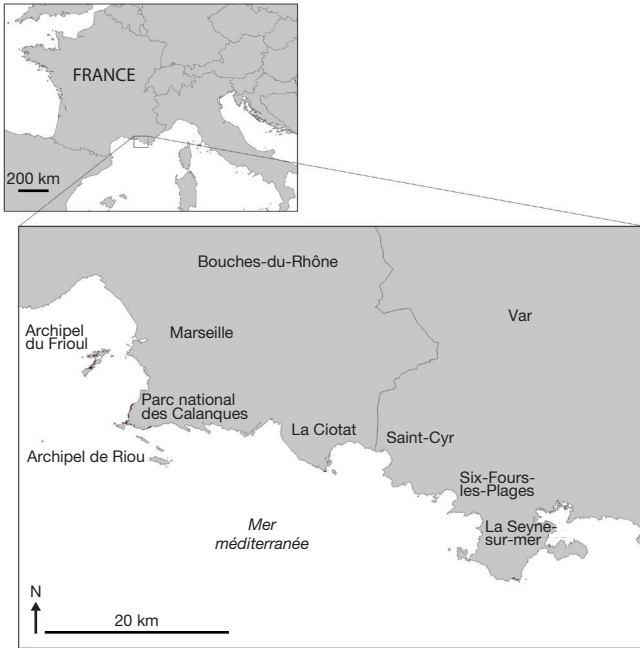 FRANCE
200 km
Bouches-du-Rhône
Var
Archipel
du Frioul
Marseille
Parc national
des Calanques
La Ciotat
Saint-Cyr
Archipel de Riou
Six-Fours-
les-Plages
La Seyne-
sur-mer
Mer
méditerranée
N
20 km